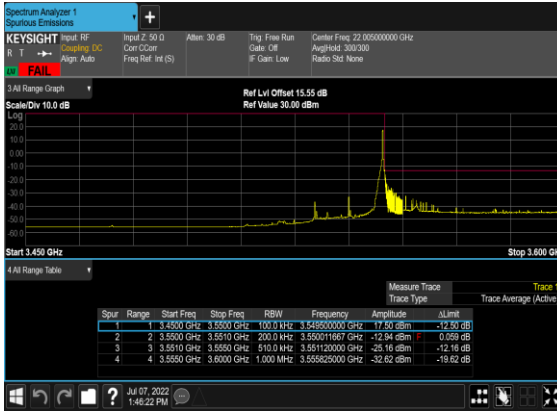 Spectrum Analyzer 1
Spurious Emissions
KEYSIGHT Input: RF Input Z: 50 Ω Atten: 30 dB Trig: Free Run Center Freq: 22.005000000 GHz
R T Coupling: DC Corr CCorr Gate: Off Avg|Hold: 300/300
Align: Auto Freq Ref: Int (S) IF Gain: Low Radio Std: None
FAIL
3 All Range Graph
Ref Lvl Offset 15.55 dB
Scale/Div 10.0 dB Ref Value 30.00 dBm
Log
20.0
10.0
0.00
-10.0
-20.0
-30.0
-40.0
-50.0
-60.0
Start 3.450 GHz Stop 3.600 GH
4 All Range Table
Measure Trace Trace 1
Trace Type Trace Average (Active
Spur Range Start Freq Stop Freq RBW Frequency Amplitude ΔLimit
1 1 3.4500 GHz 3.5500 GHz 100.0 kHz 3.549500000 GHz 17.50 dBm -12.50 dB
2 2 3.5500 GHz 3.5510 GHz 200.0 kHz 3.550011667 GHz -12.94 dBm F 0.059 dB
3 3 3.5510 GHz 3.5550 GHz 510.0 kHz 3.551120000 GHz -25.16 dBm -12.16 dB
4 4 3.5550 GHz 3.6000 GHz 1.000 MHz 3.555825000 GHz -32.62 dBm -19.62 dB
? Jul 07, 2022
1:46:22 PM